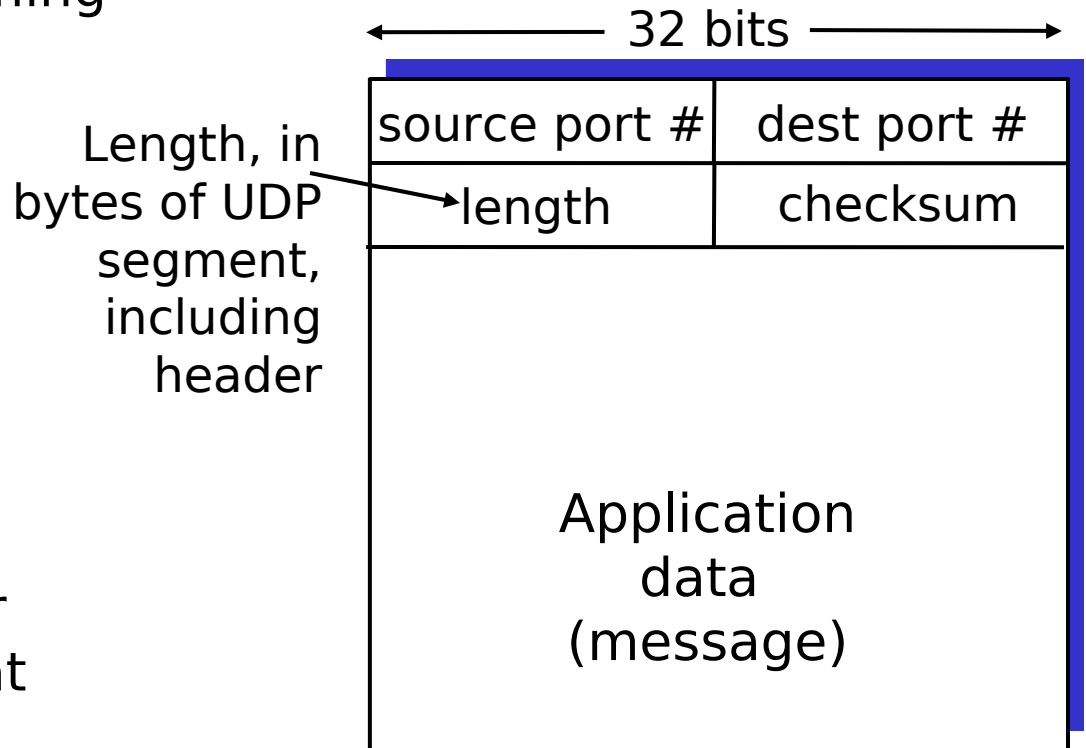 32 bits
source port # dest port #
Length, in
bytes of UDP
segment,
including
header
length checksum
Application
data
(message)